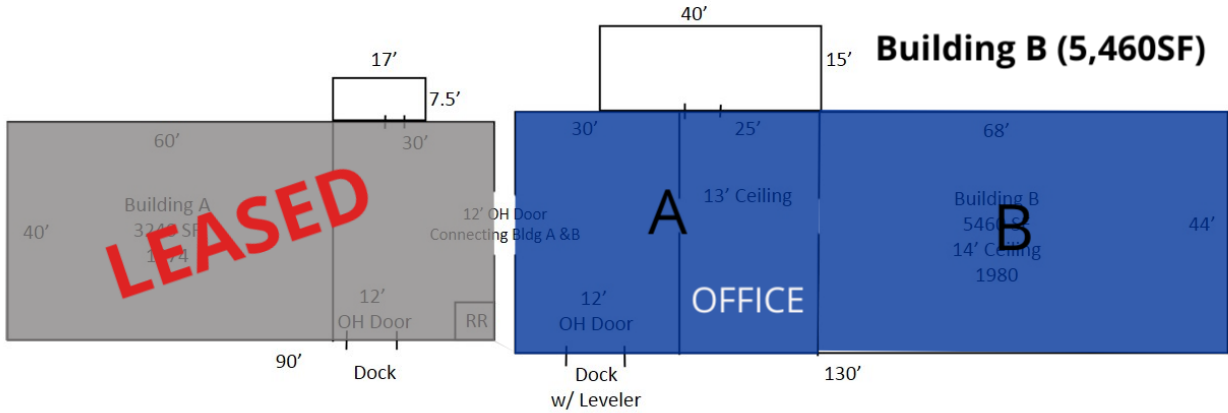 40’
Building B (5,460SF)
17’
15’
7.5’
60’
30’
30’
25’
68’
LEASED
Building A
40’
A
13’ Ceiling
Building B
B
14’ Ceiling
1980
44’
12’ OH Door
Connecting Bldg A &B
12’
OH Door
RR
12’
OH Door
OFFICE
90’
Dock
Dock
w/ Leveler
130’